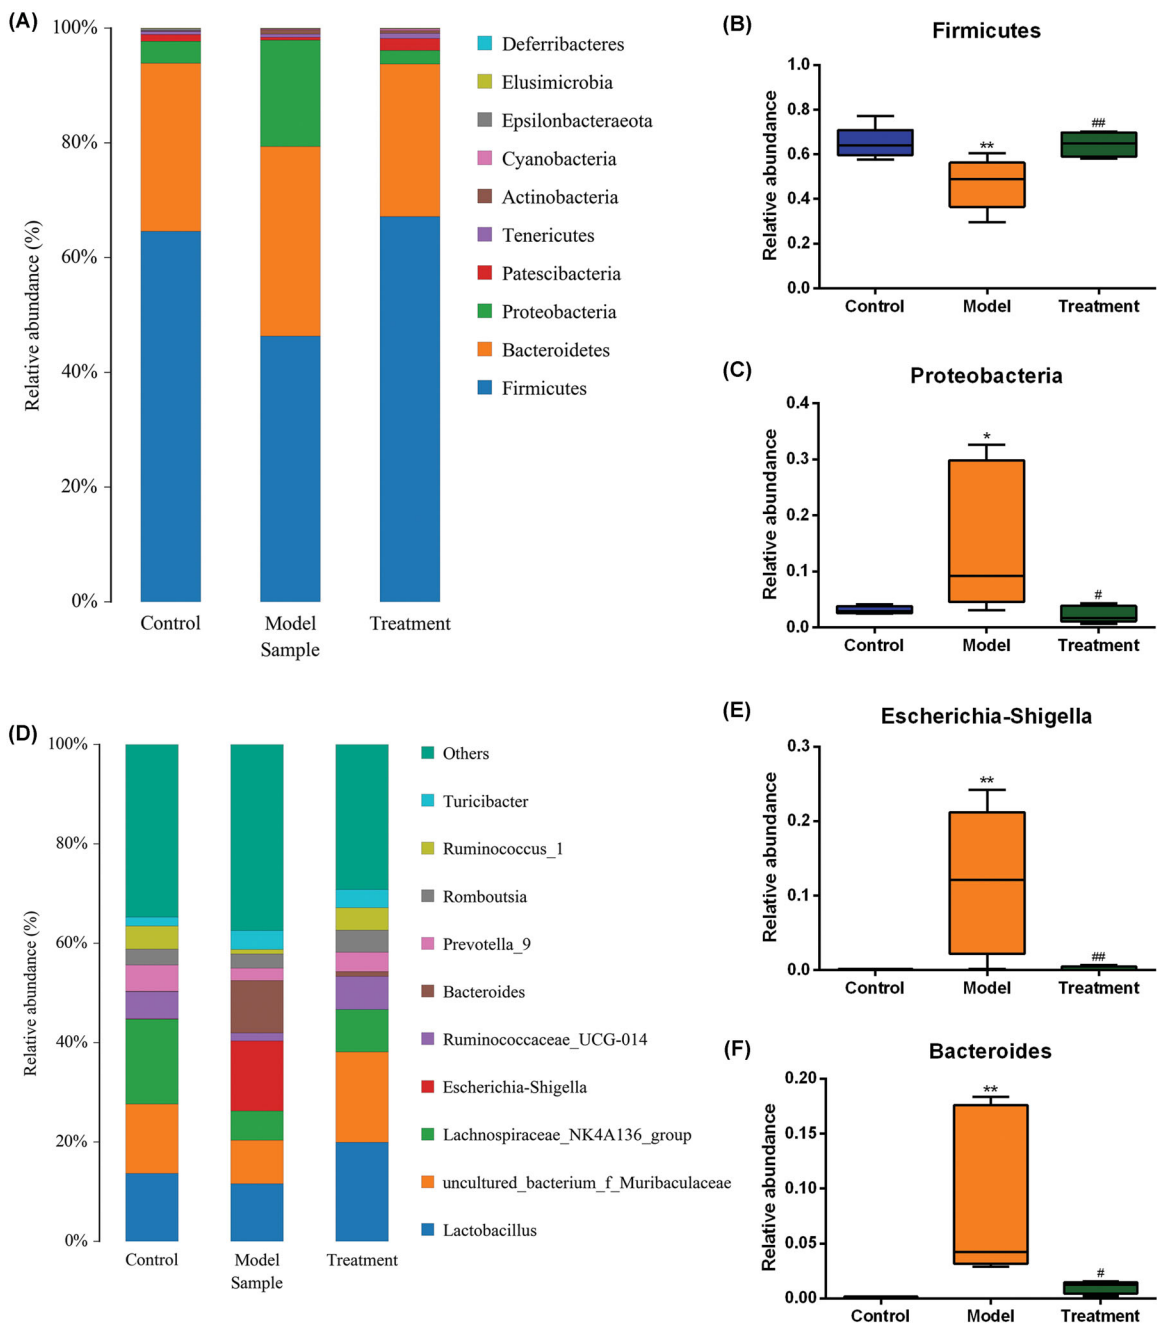 (A)
100%
80%
60%
40%
20%
0%
Relative abundance (%)
Control
Model
Treatment
Sample
Deferribacteres
Elusimicrobia
Epsilonbacteraeota
Cyanobacteria
Actinobacteria
Tenericutes
Patescibacteria
Proteobacteria
Bacteroidetes
Firmicutes
(B)
Firmicutes
1.0
0.8
0.6
0.4
0.2
0.0
Relative abundance
**
##
Control
Model
Treatment
(C)
Proteobacteria
0.4
0.3
0.2
0.1
0.0
Relative abundance
*
#
Control
Model
Treatment
(D)
100%
80%
60%
40%
20%
0%
Relative abundance (%)
Control
Model
Treatment
Sample
Others
Turicibacter
Ruminococcus_1
Romboutsia
Prevotella_9
Bacteroides
Ruminococcaceae_UCG-014
Escherichia-Shigella
Lachnospiraceae_NK4A136_group
uncultured_bacterium_f_Muribaculaceae
Lactobacillus
(E)
Escherichia-Shigella
0.3
0.2
0.1
0.0
Relative abundance
**
##
Control
Model
Treatment
(F)
Bacteroides
0.20
0.15
0.10
0.05
0.00
Relative abundance
**
#
Control
Model
Treatment